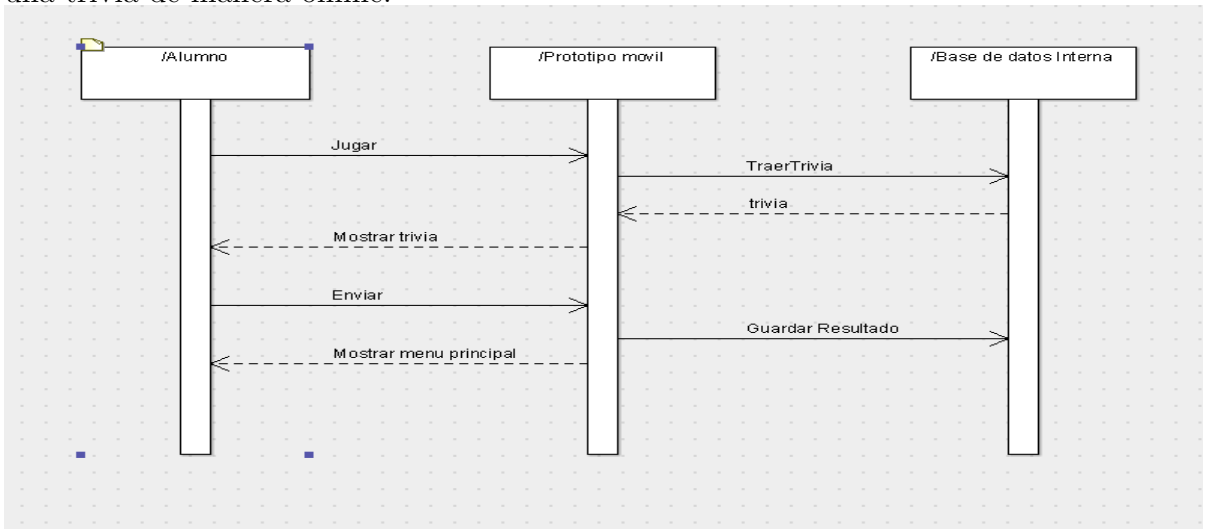 /Alumno
/Prototipo movil
/Base de datos Interna
Jugar
TraerTrivia
trivia
Mostrar trivia
Enviar
Guardar Resultado
Mostrar menu principal